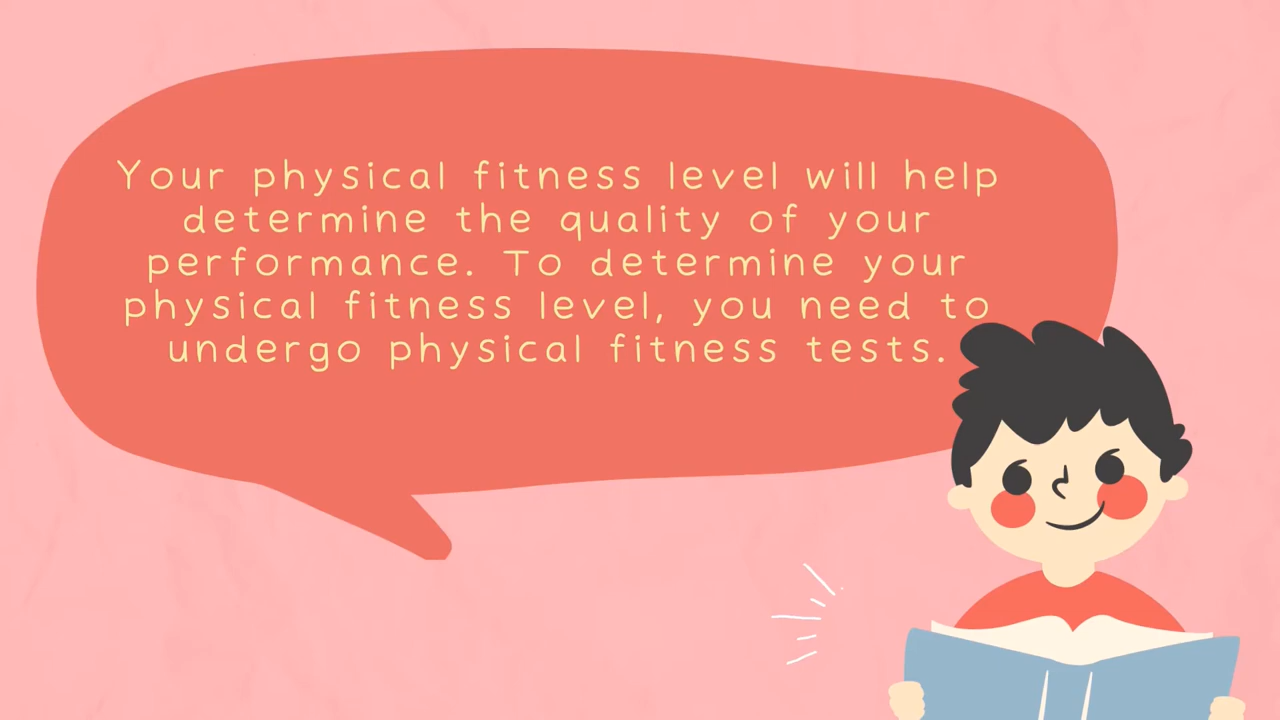 Your physical fitness level will help
determine the quality of your
performance. To determine your
physical fitness level, you need to
undergo physical fitness tests.